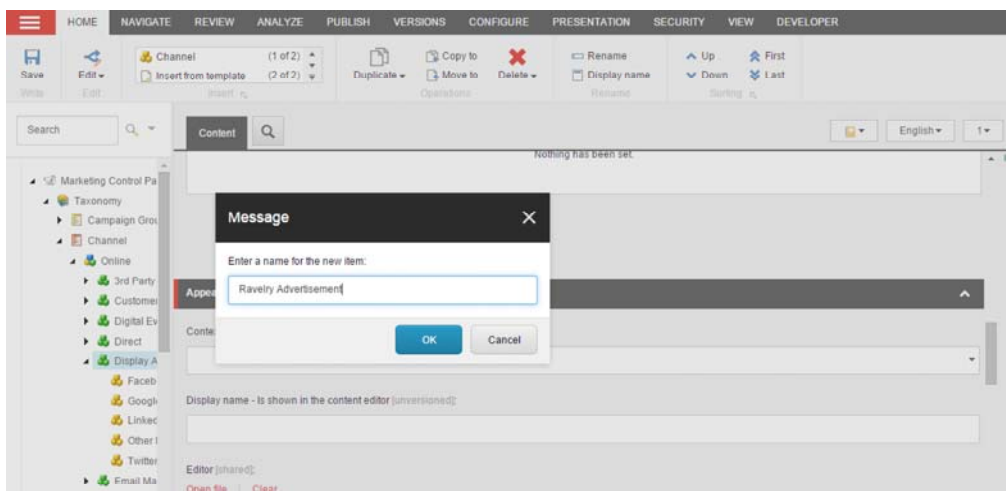 HOME NAVIGATE REVIEW ANALYZE PUBLISH VERSIONS CONFIGURE PRESENTATION SECURITY VIEW DEVELOPER
Channel (1 of 2) Copy to Rename Up First
Save Edit Insert from template (2 of 2) Duplicate Move to Delete Display name Down Last
Write Edit Insert Operations Rename Sorting
Search Content English 1
Nothing has been set.
Marketing Control Pa
Taxonomy
Campaign Grou
Channel
Online
3rd Party
Customer
Digital Ev
Direct
Display A
Faceb
Google
Linked
Other
Twitter
Email Ma
Message
Enter a name for the new item:
Ravelry Advertisement
OK Cancel
Appea
Conte
Display name - Is shown in the content editor [unversioned]:
Editor [shared]:
Open file Clear